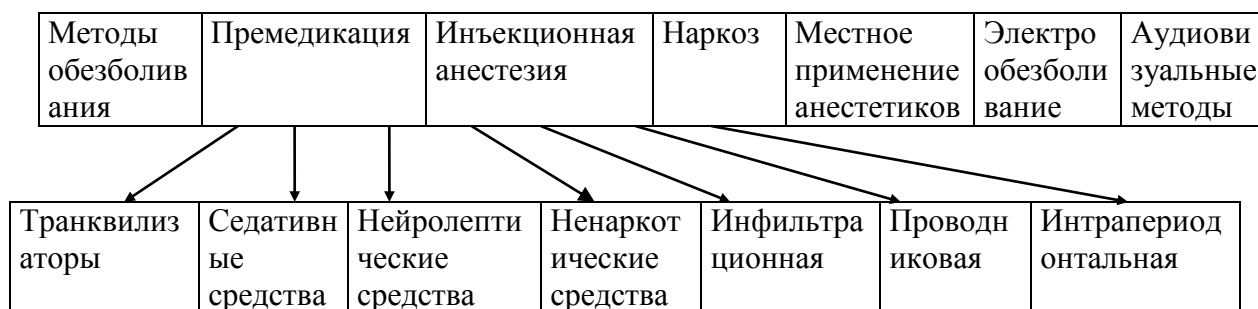 Методы обезболив ания
Премедикация
Инъекционная анестезия
Наркоз
Местное применение анестетиков
Электро обезболи вание
Аудиови зуальные методы
Транквилиз аторы
Седативн ые средства
Нейролепти ческие средства
Ненаркот ические средства
Инфильтра ционная
Проводн иковая
Интрапериод онтальная